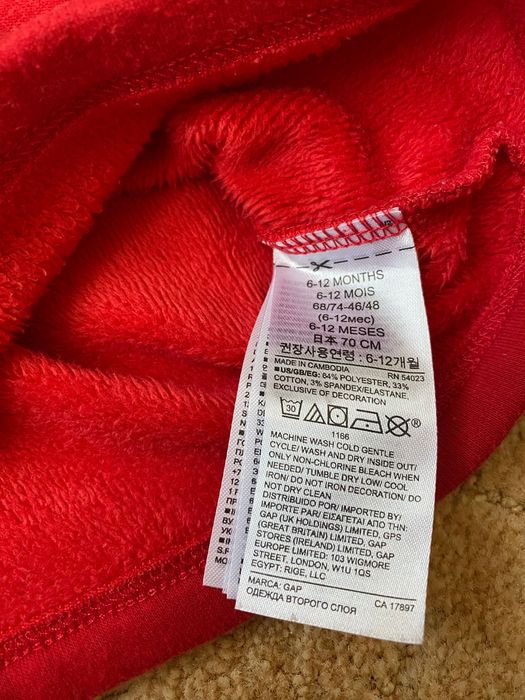 6-12 MONTHS
6-12 MOIS
68/74-46/48
(6-12мес)
6-12 MESES
日本 70 CM
권장사용연령: 6-12개월
MADE IN CAMBODIA RN 54023
■US/GB/EG: 64% POLYESTER, 33%
COTTON, 3% SPANDEX/ELASTANE,
EXCLUSIVE OF DECORATION
30
1166
MACHINE WASH COLD GENTLE
CYCLE/ WASH AND DRY INSIDE OUT/
ONLY NON-CHLORINE BLEACH WHEN
NEEDED/ TUMBLE DRY LOW/ COOL
IRON/ DO NOT IRON DECORATION/ DO
NOT DRY CLEAN
DISTRIBUIDO POR/ IMPORTED BY/
IMPORTE PAR/ ΕΙΣΑΓΕΤΑΙ ΑΠΟ ΤΗΝ:
GAP (UK HOLDINGS) LIMITED, GPS
(GREAT BRITAIN) LIMITED, GAP
STORES (IRELAND) LIMITED, GAP
EUROPE LIMITED: 103 WIGMORE
STREET, LONDON, W1U 1QS
EGYPT: RIGE, LLC
МАRCA: GAP
ОДЕЖДА ВТОРОГО СЛОЯ CA 17897